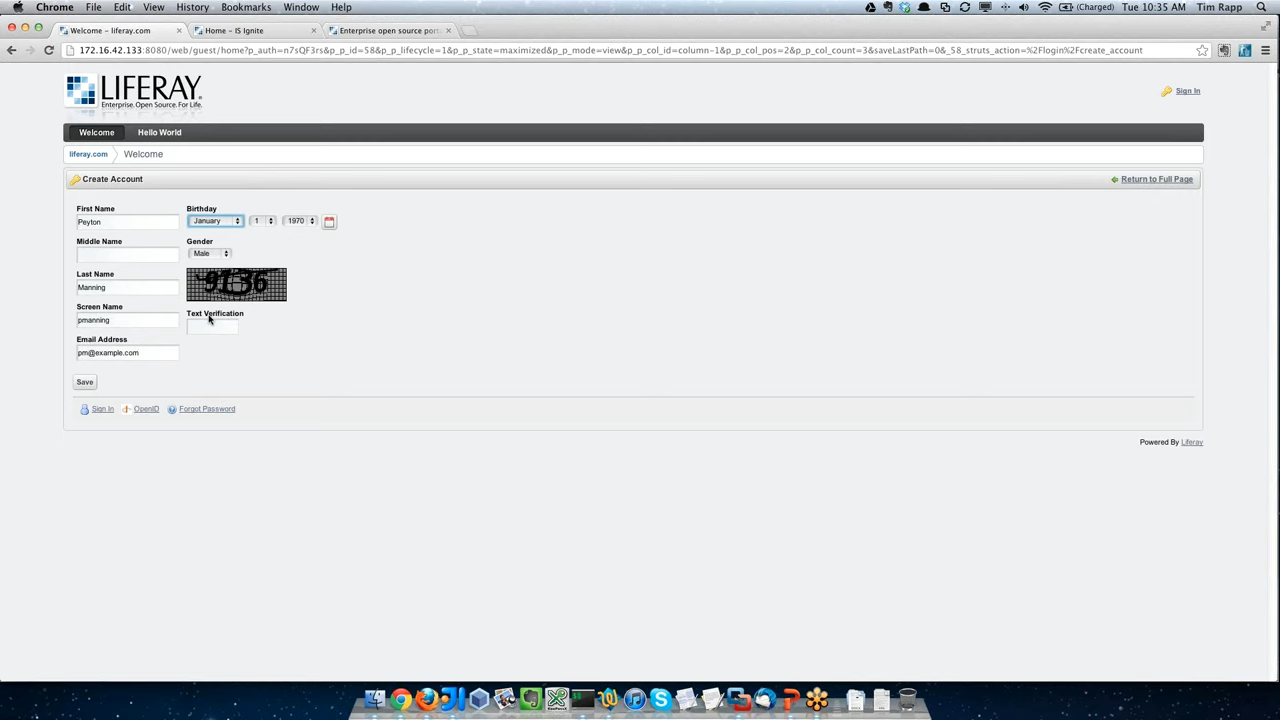 Chrome File Edit View History Bookmarks Window Help (Charged) Tue 10:35 AM Tim Rapp
Welcome – liferay.com Home – IS Ignite Enterprise open source port
172.16.42.133:8080/web/guest/home?p_auth=n7sQF3rs&p_p_id=58&p_p_lifecycle=1&p_p_state=maximized&p_p_mode=view&p_p_col_id=column-1&p_p_col_pos=2&p_p_col_count=3&saveLastPath=0&_58_struts_action=%2Flogin%2Fcreate_account
LIFERAY.
Enterprise. Open Source. For Life.
Sign In
Welcome Hello World
liferay.com Welcome
Create Account Return to Full Page
First Name Birthday
Peyton January 1 1970
Middle Name Gender
Male
Last Name
Manning
Screen Name Text Verification
pmanning
Email Address
pm@example.com
Save
Sign In OpenID Forgot Password
Powered By Liferay